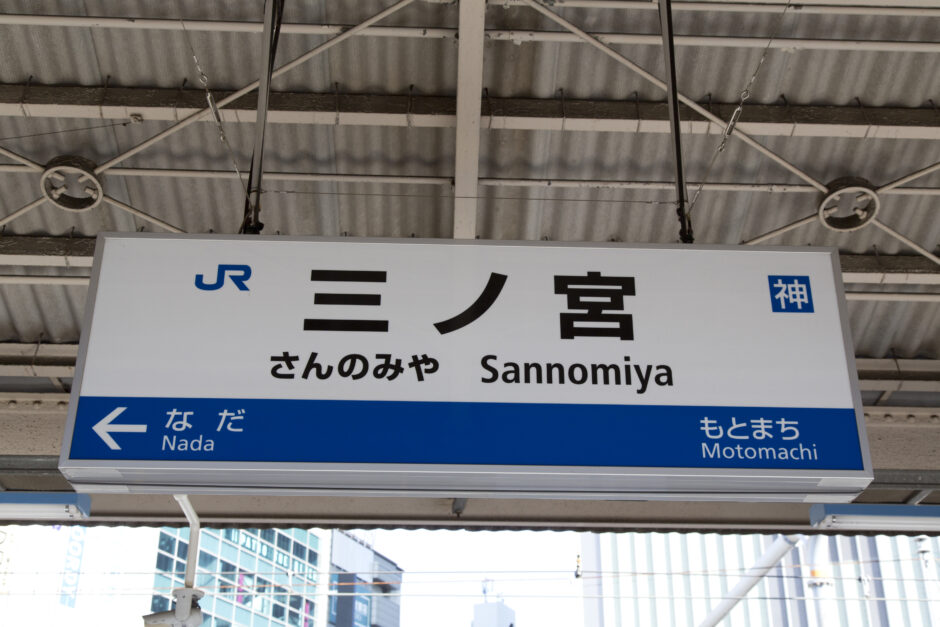 JR 三ノ宮 神
さんのみや Sannomiya
← なだ もとまち
Nada Motomachi